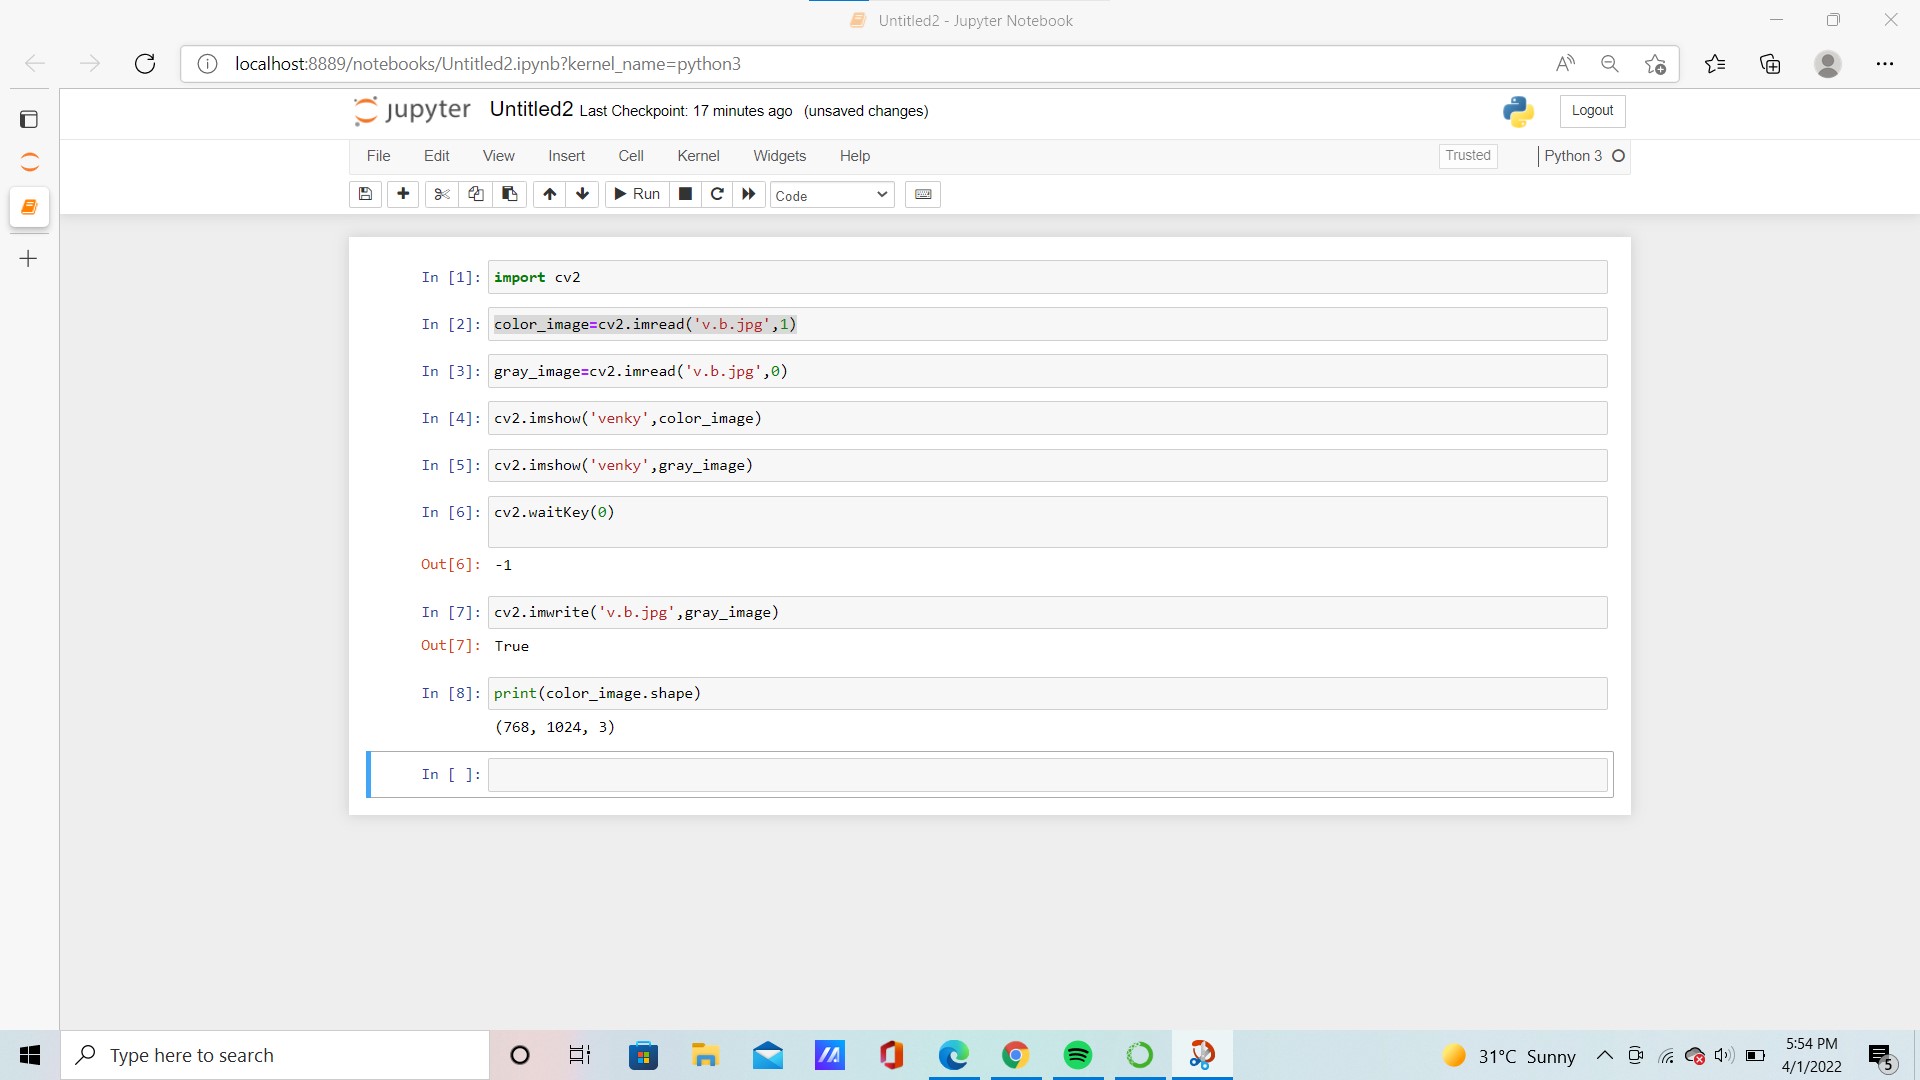 Untitled2 - Jupyter Notebook
localhost:8889/notebooks/Untitled2.ipynb?kernel_name=python3
jupyter Untitled2 Last Checkpoint: 17 minutes ago (unsaved changes)
Logout
File Edit View Insert Cell Kernel Widgets Help
Trusted
Python 3
Run
Code
In [1]: import cv2
In [2]: color_image=cv2.imread('v.b.jpg',1)
In [3]: gray_image=cv2.imread('v.b.jpg',0)
In [4]: cv2.imshow('venky',color_image)
In [5]: cv2.imshow('venky',gray_image)
In [6]: cv2.waitKey(0)
Out[6]: -1
In [7]: cv2.imwrite('v.b.jpg',gray_image)
Out[7]: True
In [8]: print(color_image.shape)
(768, 1024, 3)
In [ ]:
Type here to search
31°C Sunny
5:54 PM
4/1/2022
5